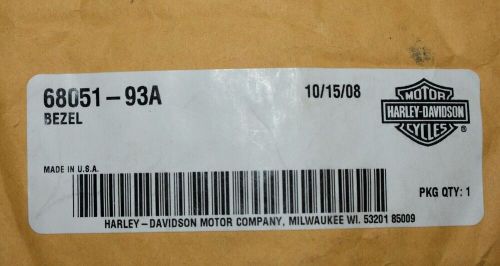 68051-93A
10/15/08
BEZEL
MOTOR
HARLEY-DAVIDSON
CYCLES
®
MADE IN U.S.A.
PKG QTY: 1
HARLEY-DAVIDSON MOTOR COMPANY, MILWAUKEE WI. 53201 85009